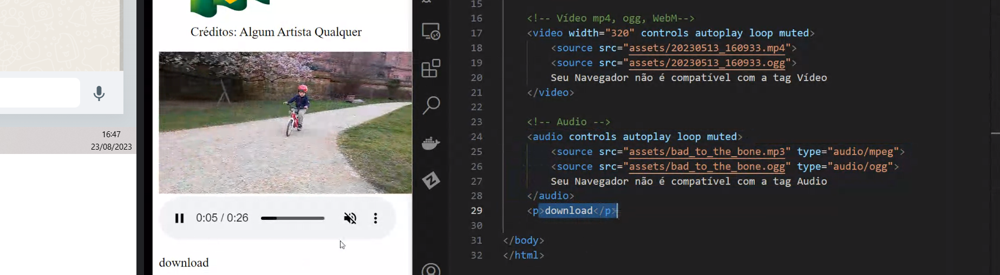 Créditos: Algum Artista Qualquer
16:47
23/08/2023
0:05 / 0:26
download
15
16 <!-- Vídeo mp4, ogg, WebM-->
17 <video width="320" controls autoplay loop muted>
18 <source src="assets/20230513_160933.mp4">
19 <source src="assets/20230513_160933.ogg">
20 Seu Navegador não é compatível com a tag Vídeo
21 </video>
22
23 <!-- Audio -->
24 <audio controls autoplay loop muted>
25 <source src="assets/bad_to_the_bone.mp3" type="audio/mpeg">
26 <source src="assets/bad_to_the_bone.ogg" type="audio/ogg">
27 Seu Navegador não é compatível com a tag Audio
28 </audio>
29 <p>download</p>
30
31 </body>
32 </html>